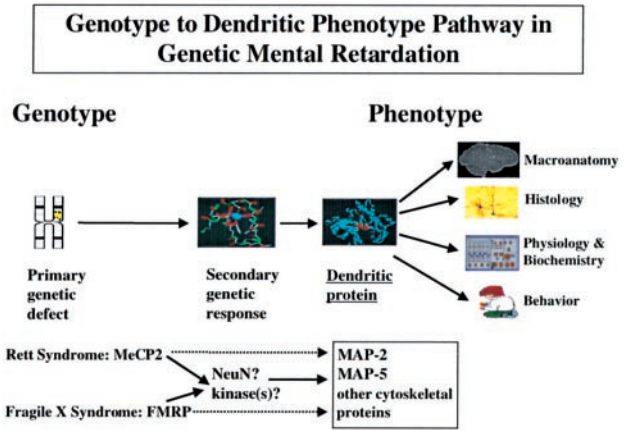 Genotype to Dendritic Phenotype Pathway in
Genetic Mental Retardation
Genotype
Phenotype
Macroanatomy
Histology
Physiology &
Biochemistry
Behavior
Primary
genetic
defect
Secondary
genetic
response
Dendritic
protein
Rett Syndrome: MeCP2
NeuN?
kinase(s)?
Fragile X Syndrome: FMRP
MAP-2
MAP-5
other cytoskeletal
proteins